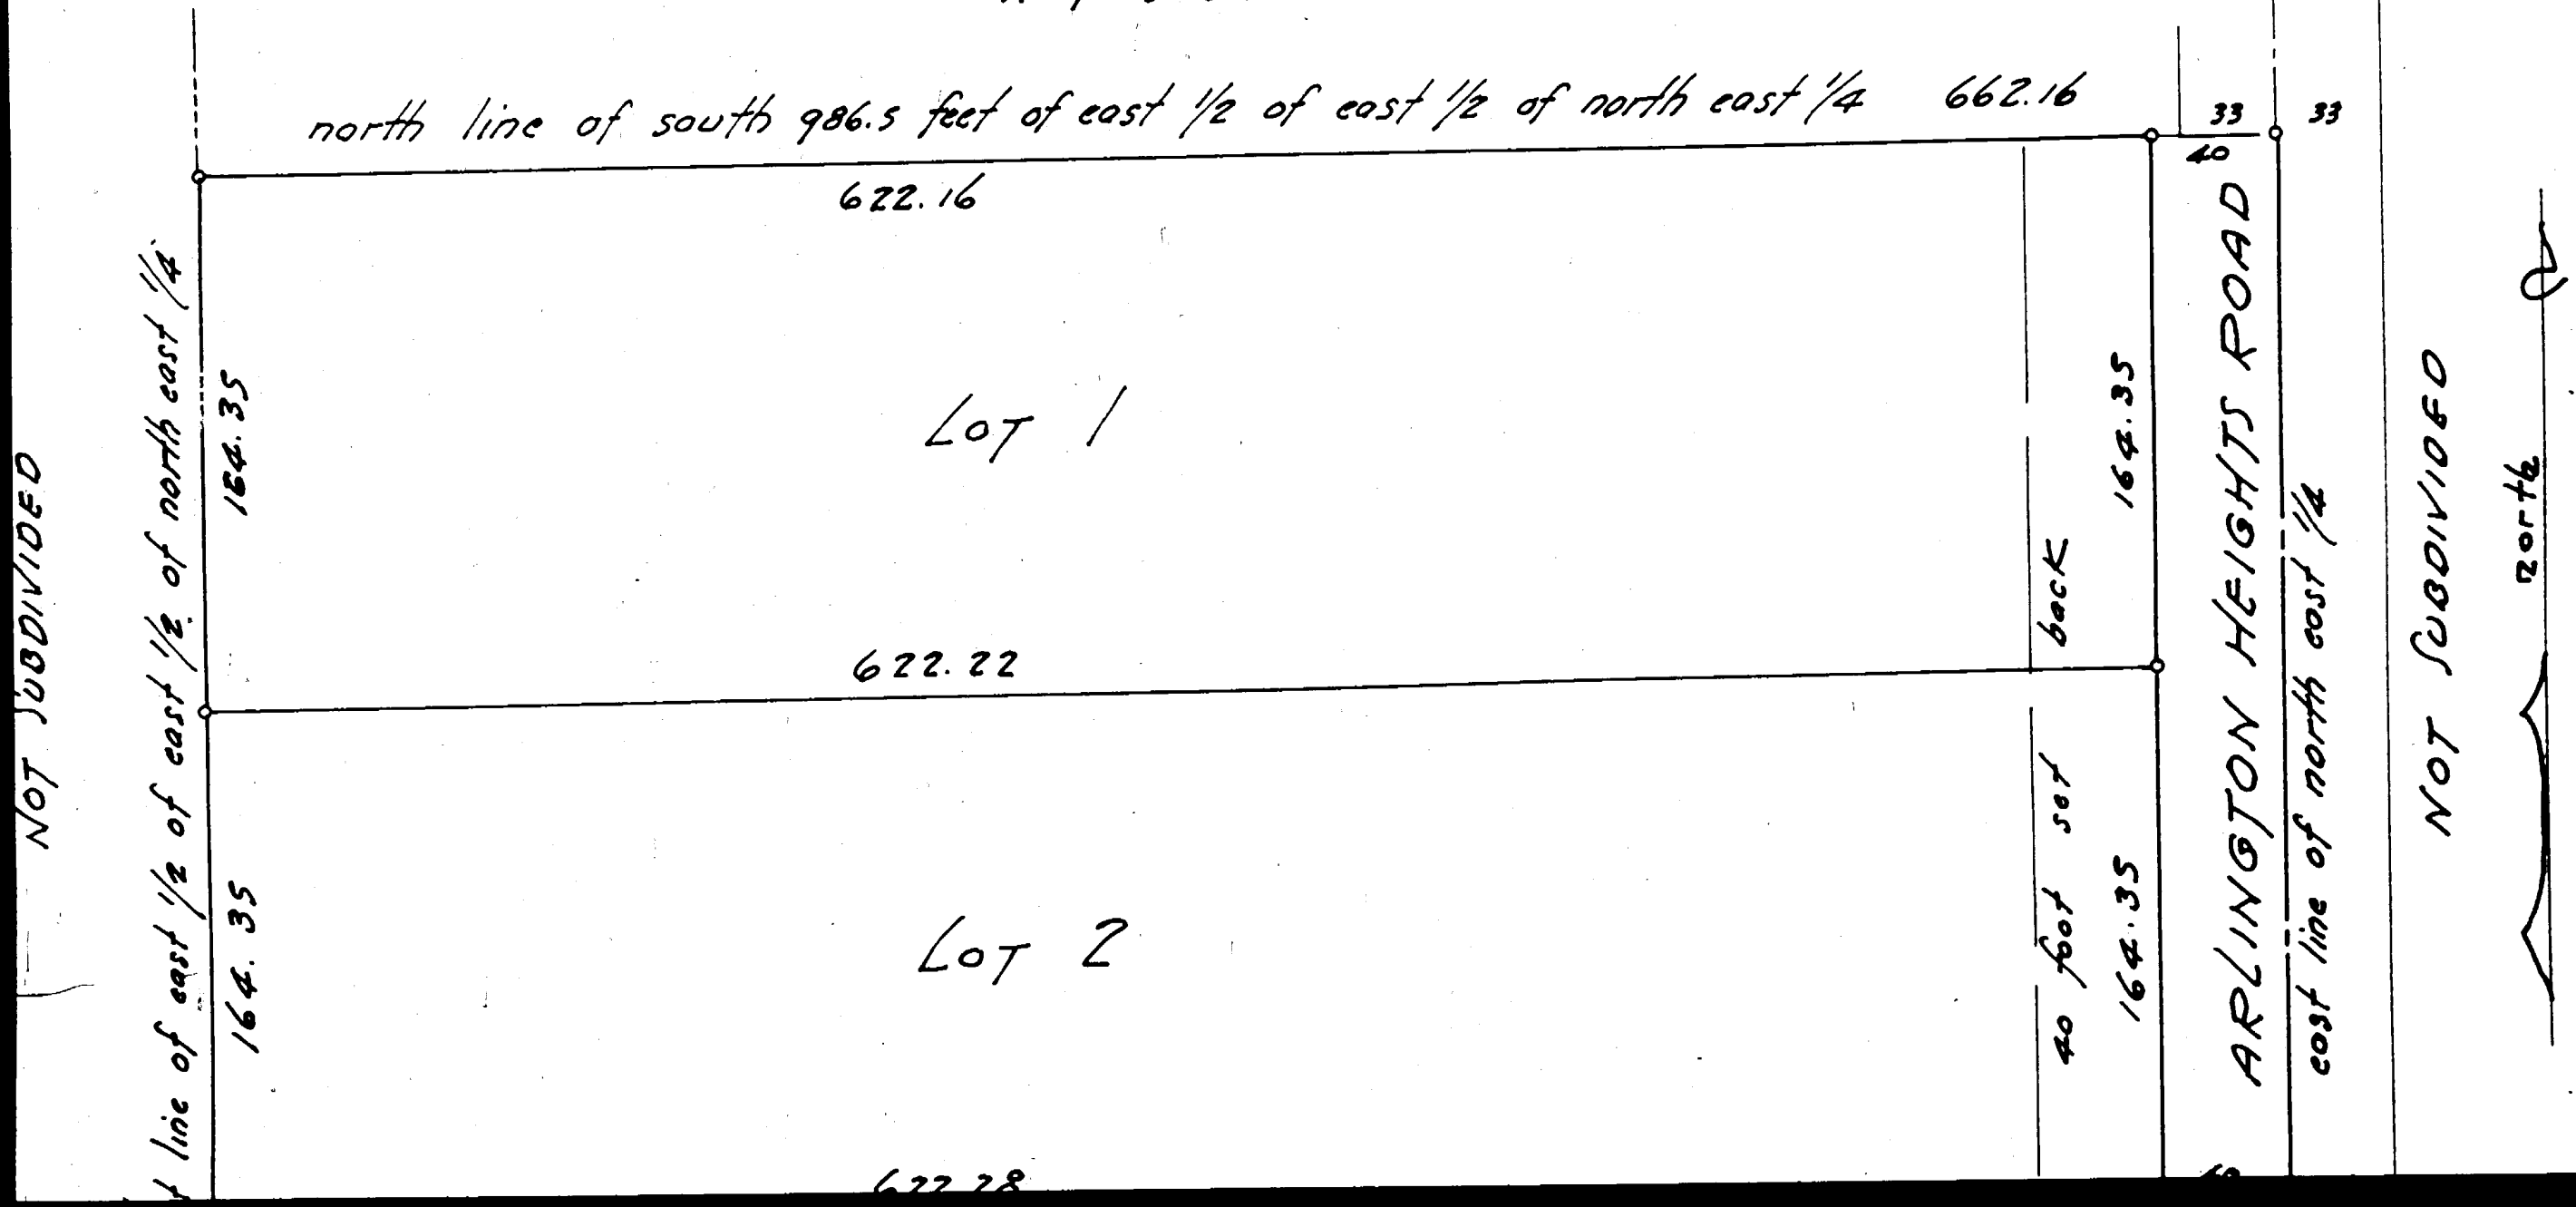 north line of south 986.5 feet of east 1/2 of east 1/2 of north east 1/4 662.16
33
33
40
622.16
NOT SUBDIVIDED
line of east 1/2 of east 1/2 of north east 1/4
164.35
LOT 1
164.35
622.22
40 foot set back
ARLINGTON HEIGHTS ROAD
east line of north east 1/4
NOT SUBDIVIDED
north
164.35
LOT 2
164.35
622.28